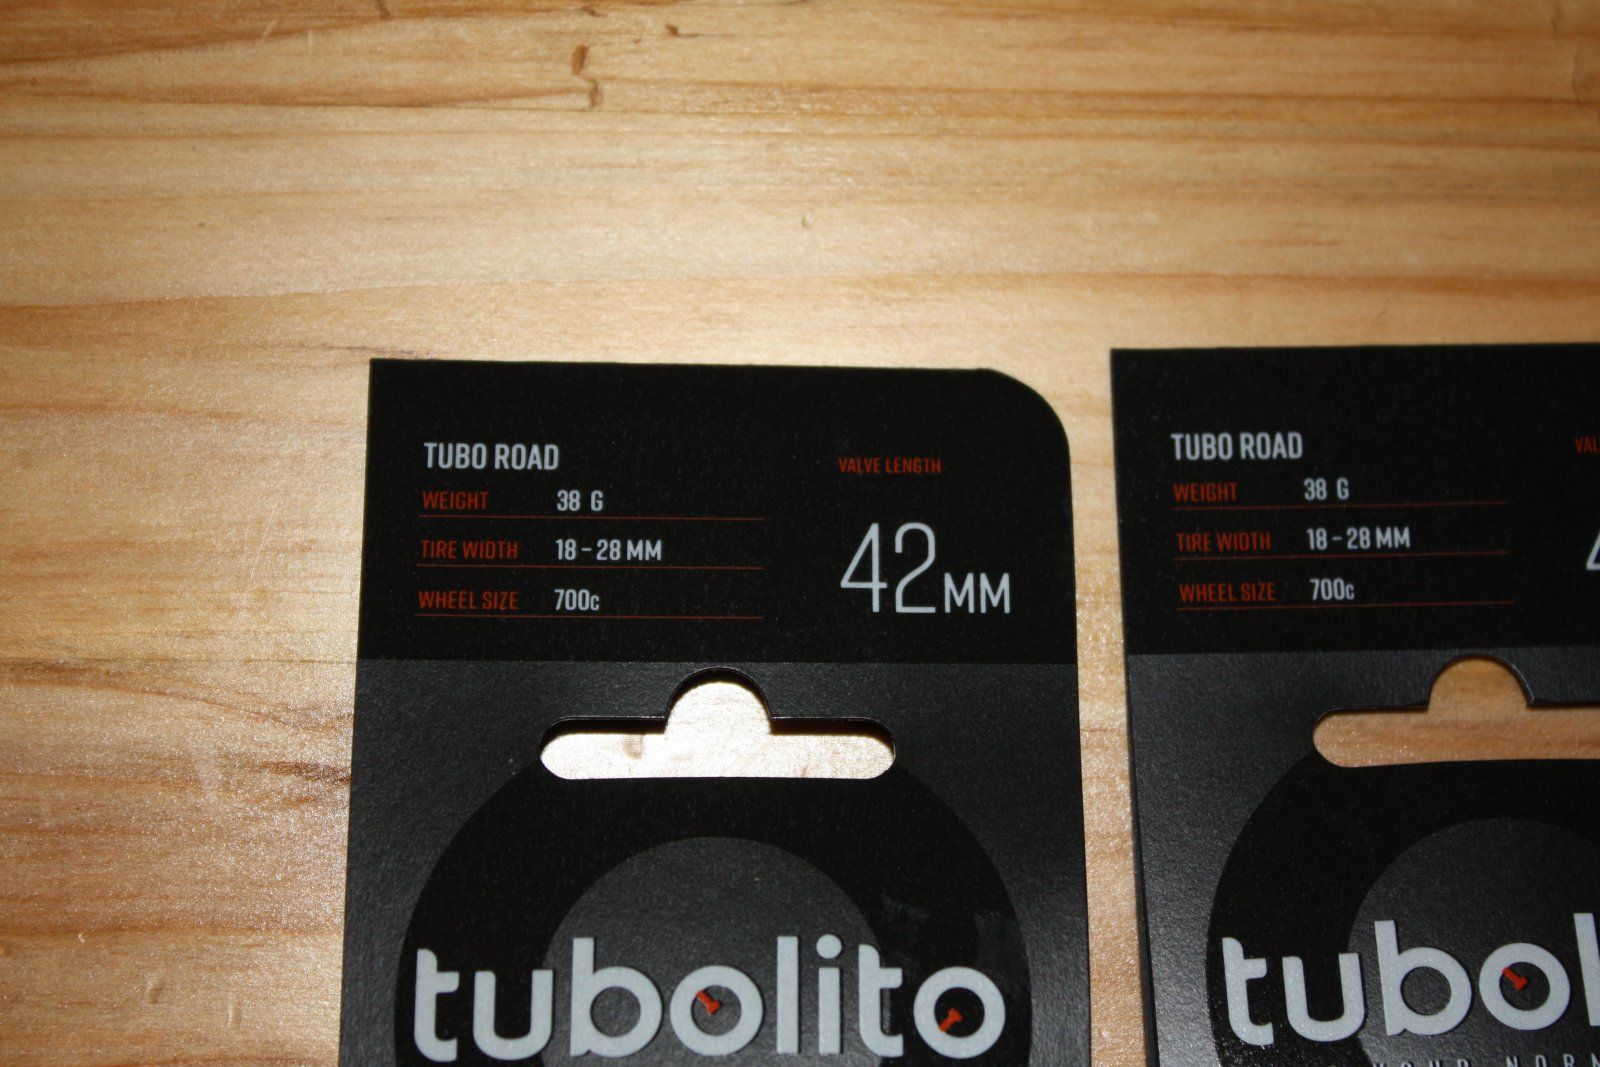 TUBO ROAD
WEIGHT 38 G
TIRE WIDTH 18 – 28 MM
WHEEL SIZE 700c
VALVE LENGTH
42MM
tubolito
TUBO ROAD
WEIGHT 38 G
TIRE WIDTH 18 – 28 MM
WHEEL SIZE 700c